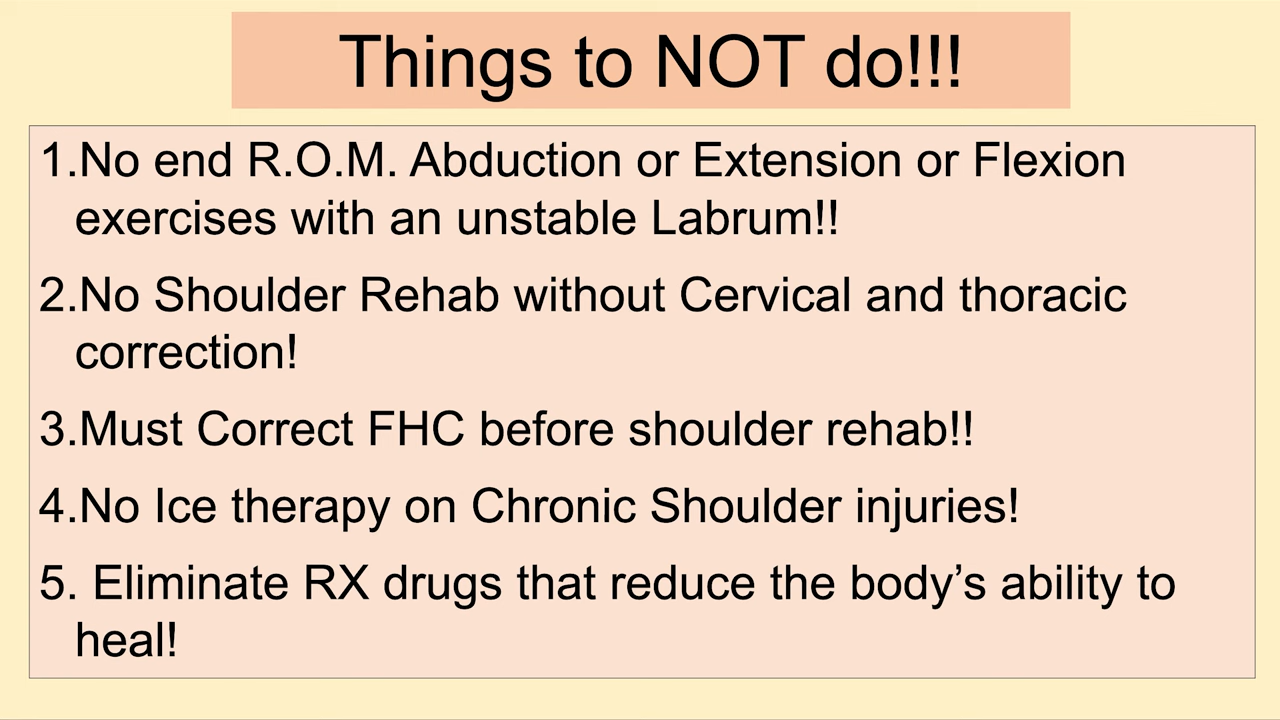 Things to NOT do!!!
1.No end R.O.M. Abduction or Extension or Flexion
exercises with an unstable Labrum!!
2.No Shoulder Rehab without Cervical and thoracic
correction!
3.Must Correct FHC before shoulder rehab!!
4.No Ice therapy on Chronic Shoulder injuries!
5. Eliminate RX drugs that reduce the body’s ability to
heal!